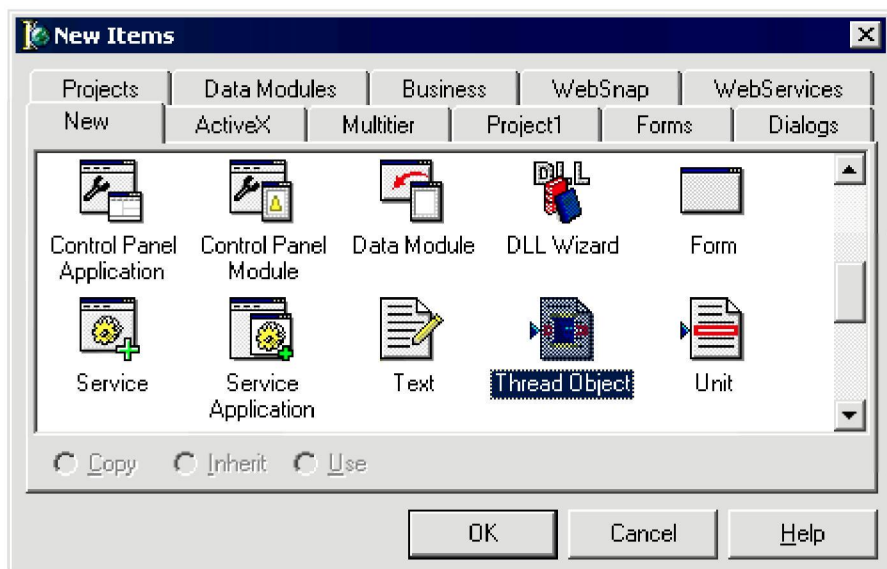 New Items
Projects Data Modules Business WebSnap WebServices
New ActiveX Multitier Project1 Forms Dialogs
DLL
Control Panel Application
Control Panel Module
Data Module
DLL Wizard
Form
Service
Service Application
Text
Thread Object
Unit
Copy Inherit Use
OK Cancel Help